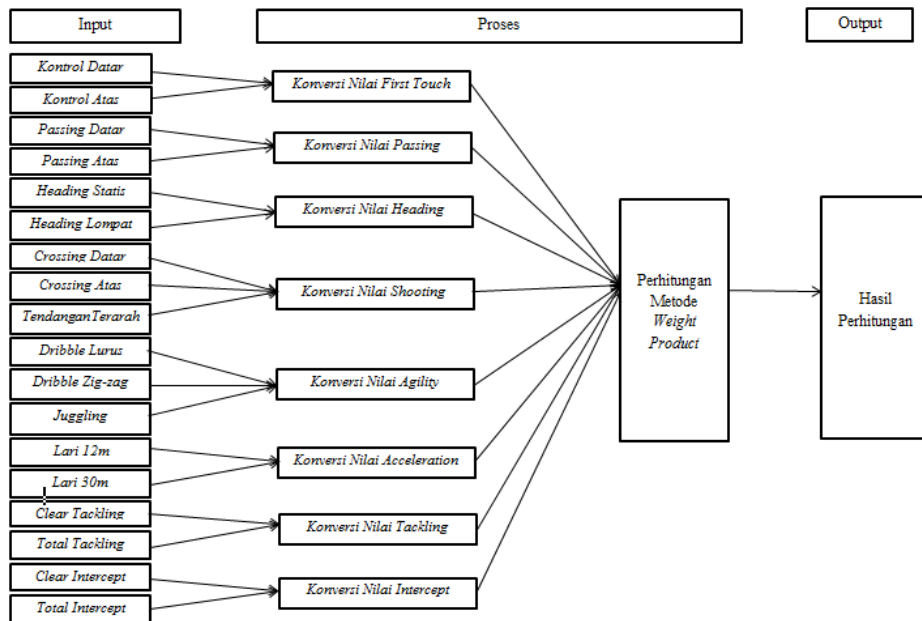 Input
Proses
Output
Kontrol Datar
Kontrol Atas
Passing Datar
Passing Atas
Heading Statis
Heading Lompat
Crossing Datar
Crossing Atas
TendanganTerarah
Dribble Lurus
Dribble Zig-zag
Juggling
Lari 12m
Lari 30m
Clear Tackling
Total Tackling
Clear Intercept
Total Intercept
Konversi Nilai First Touch
Konversi Nilai Passing
Konversi Nilai Heading
Konversi Nilai Shooting
Konversi Nilai Agility
Konversi Nilai Acceleration
Konversi Nilai Tackling
Konversi Nilai Intercept
Perhitungan
Metode
Weight
Product
Hasil
Perhitungan